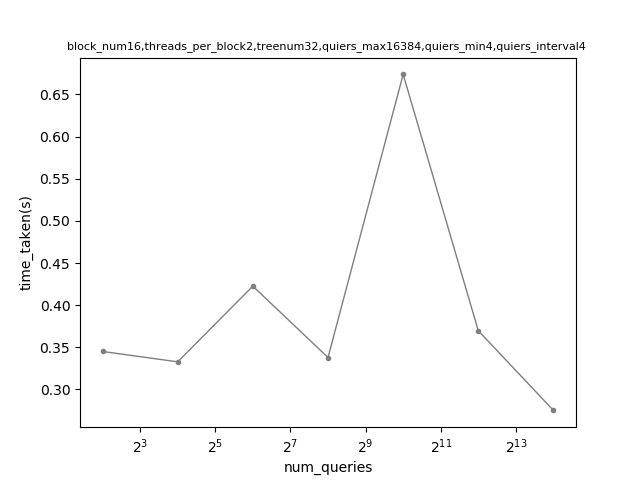 block_num16,threads_per_block2,treenum32,quiers_max16384,quiers_min4,quiers_interval4
0.65
0.60
0.55
0.50
0.45
0.40
0.35
0.30
time_taken(s)
2^3 2^5 2^7 2^9 2^11 2^13
num_queries